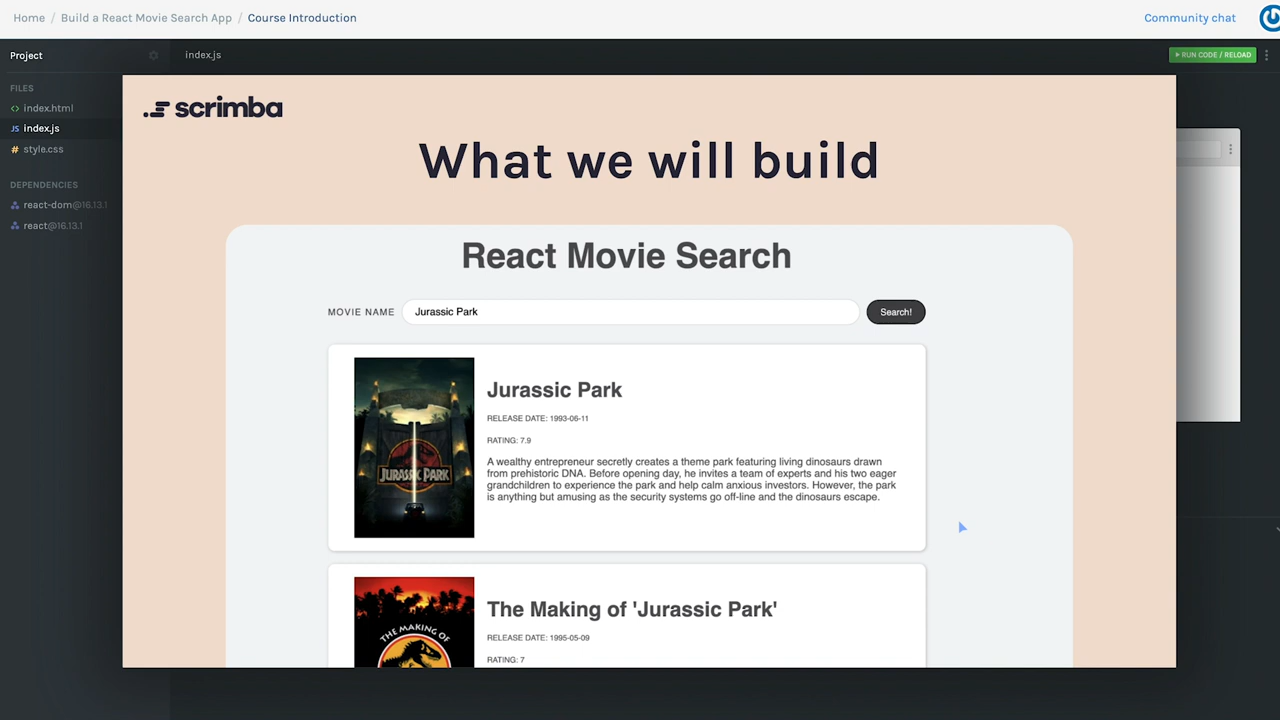 Home / Build a React Movie Search App / Course Introduction
Community chat
Project
index.js
RUN CODE / RELOAD
FILES
<> index.html
JS index.js
# style.css
DEPENDENCIES
react-dom@16.13.1
react@16.13.1
scrimba
What we will build
React Movie Search
MOVIE NAME
Jurassic Park
Search!
JURASSIC PARK
Jurassic Park
RELEASE DATE: 1993-06-11
RATING: 7.9
A wealthy entrepreneur secretly creates a theme park featuring living dinosaurs drawn
from prehistoric DNA. Before opening day, he invites a team of experts and his two eager
grandchildren to experience the park and help calm anxious investors. However, the park
is anything but amusing as the security systems go off-line and the dinosaurs escape.
THE MAKING OF
The Making of 'Jurassic Park'
RELEASE DATE: 1995-05-09
RATING: 7